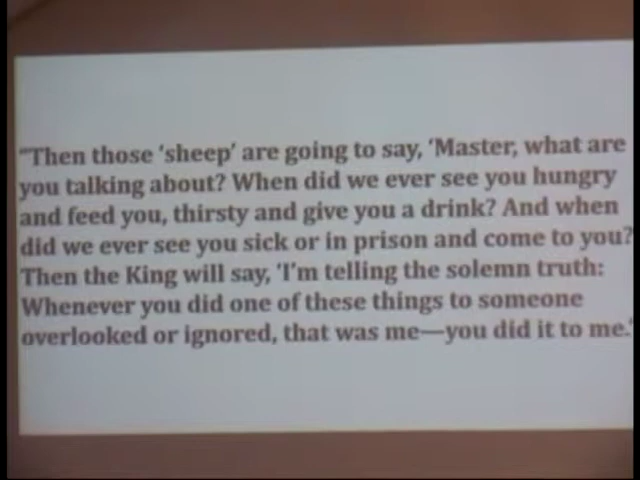 "Then those 'sheep' are going to say, 'Master, what are
you talking about? When did we ever see you hungry
and feed you, thirsty and give you a drink? And when
did we ever see you sick or in prison and come to you?
Then the King will say, 'I'm telling the solemn truth:
Whenever you did one of these things to someone
overlooked or ignored, that was me—you did it to me.'